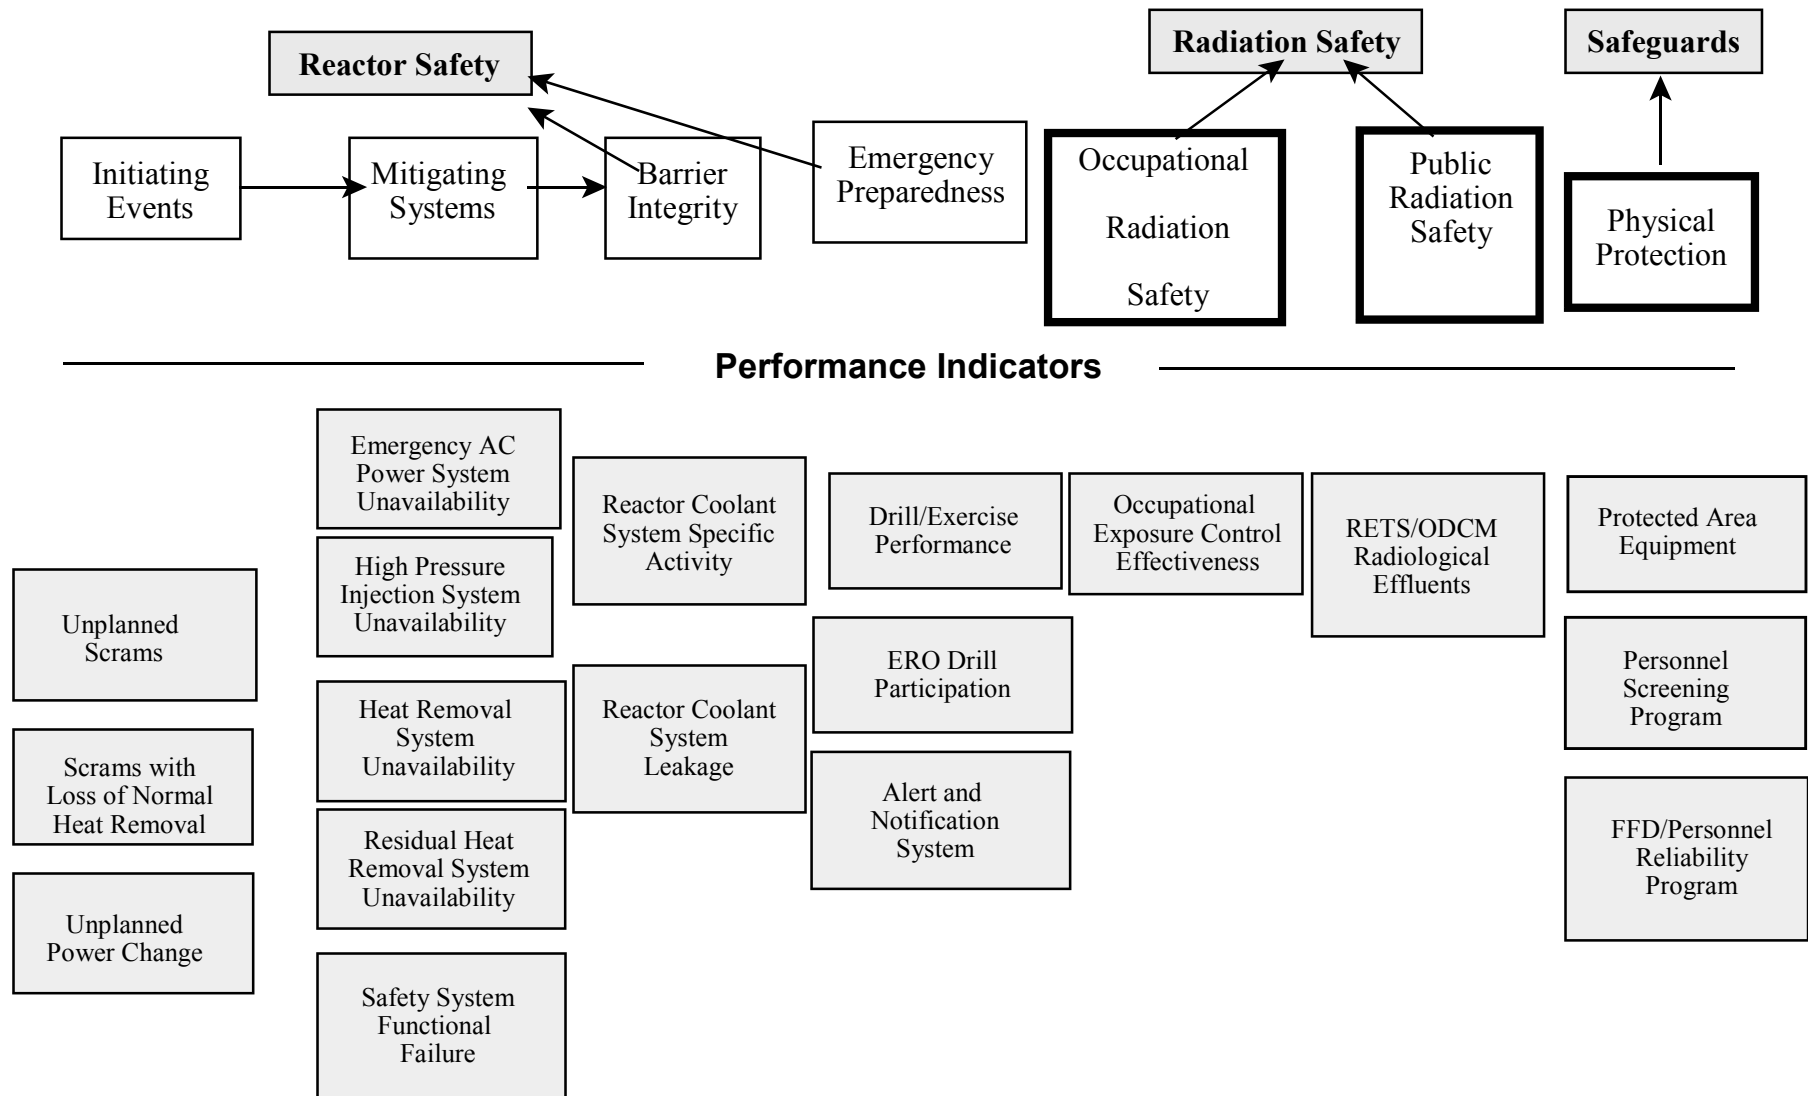 Reactor Safety
Radiation Safety
Safeguards
Initiating
Events
Mitigating
Systems
Barrier
Integrity
Emergency
Preparedness
Occupational
Radiation
Safety
Public
Radiation
Safety
Physical
Protection
Performance Indicators
Unplanned
Scrams
Scrams with
Loss of Normal
Heat Removal
Unplanned
Power Change
Emergency AC
Power System
Unavailability
High Pressure
Injection System
Unavailability
Heat Removal
System
Unavailability
Residual Heat
Removal System
Unavailability
Safety System
Functional
Failure
Reactor Coolant
System Specific
Activity
Reactor Coolant
System
Leakage
Drill/Exercise
Performance
ERO Drill
Participation
Alert and
Notification
System
Occupational
Exposure Control
Effectiveness
RETS/ODCM
Radiological
Effluents
Protected Area
Equipment
Personnel
Screening
Program
FFD/Personnel
Reliability
Program